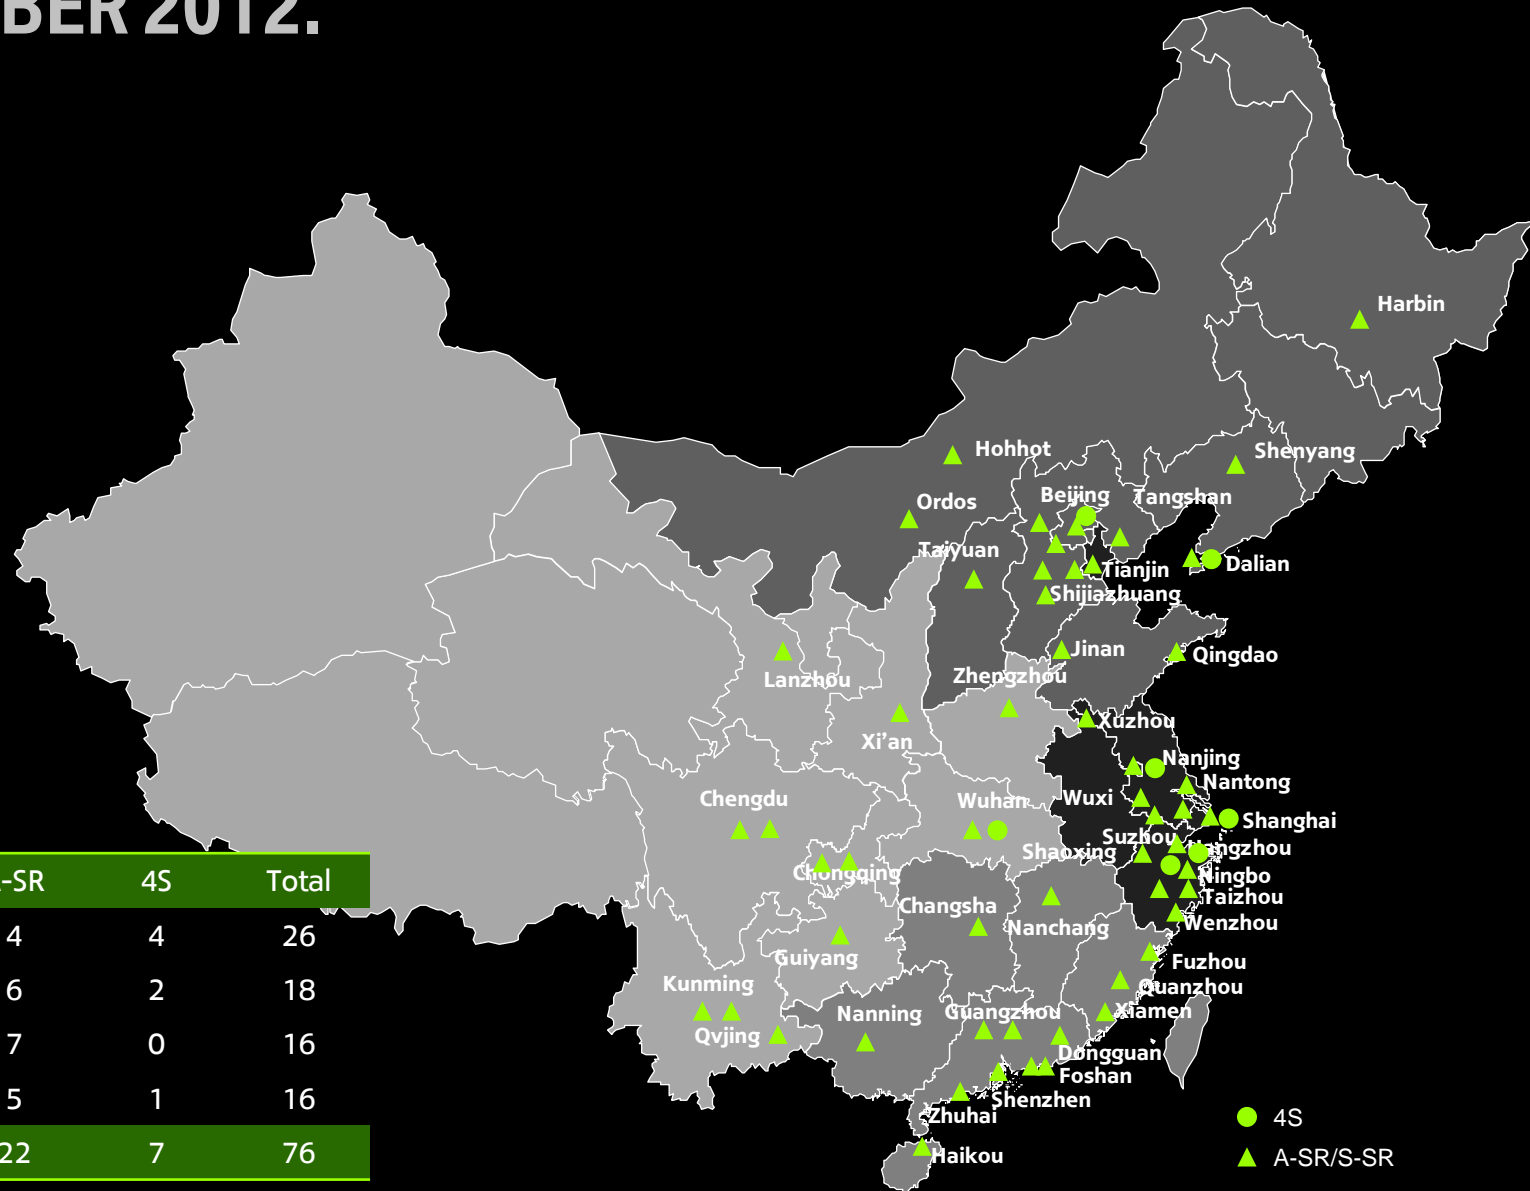 BER 2012.
Harbin
Hohhot
Shenyang
Beijing
Tangshan
Ordos
Taiyuan
Tianjin
Dalian
Shijiazhuang
Jinan
Qingdao
Zhengzhou
Lanzhou
Xuzhou
Xi'an
Nanjing
Nantong
Chengdu
Wuhan
Wuxi
Shanghai
Suzhou
Shaoxing
Hangzhou
Chongqing
Ningbo
Taizhou
Changsha
Nanchang
Wenzhou
Guiyang
Fuzhou
Kunming
Quanzhou
Nanning
Guangzhou
Xiamen
Qvjing
Dongguan
Foshan
Shenzhen
Zhuhai
Haikou
-SR 4S Total
4 4 26
6 2 18
7 0 16
5 1 16
22 7 76
4S
A-SR/S-SR